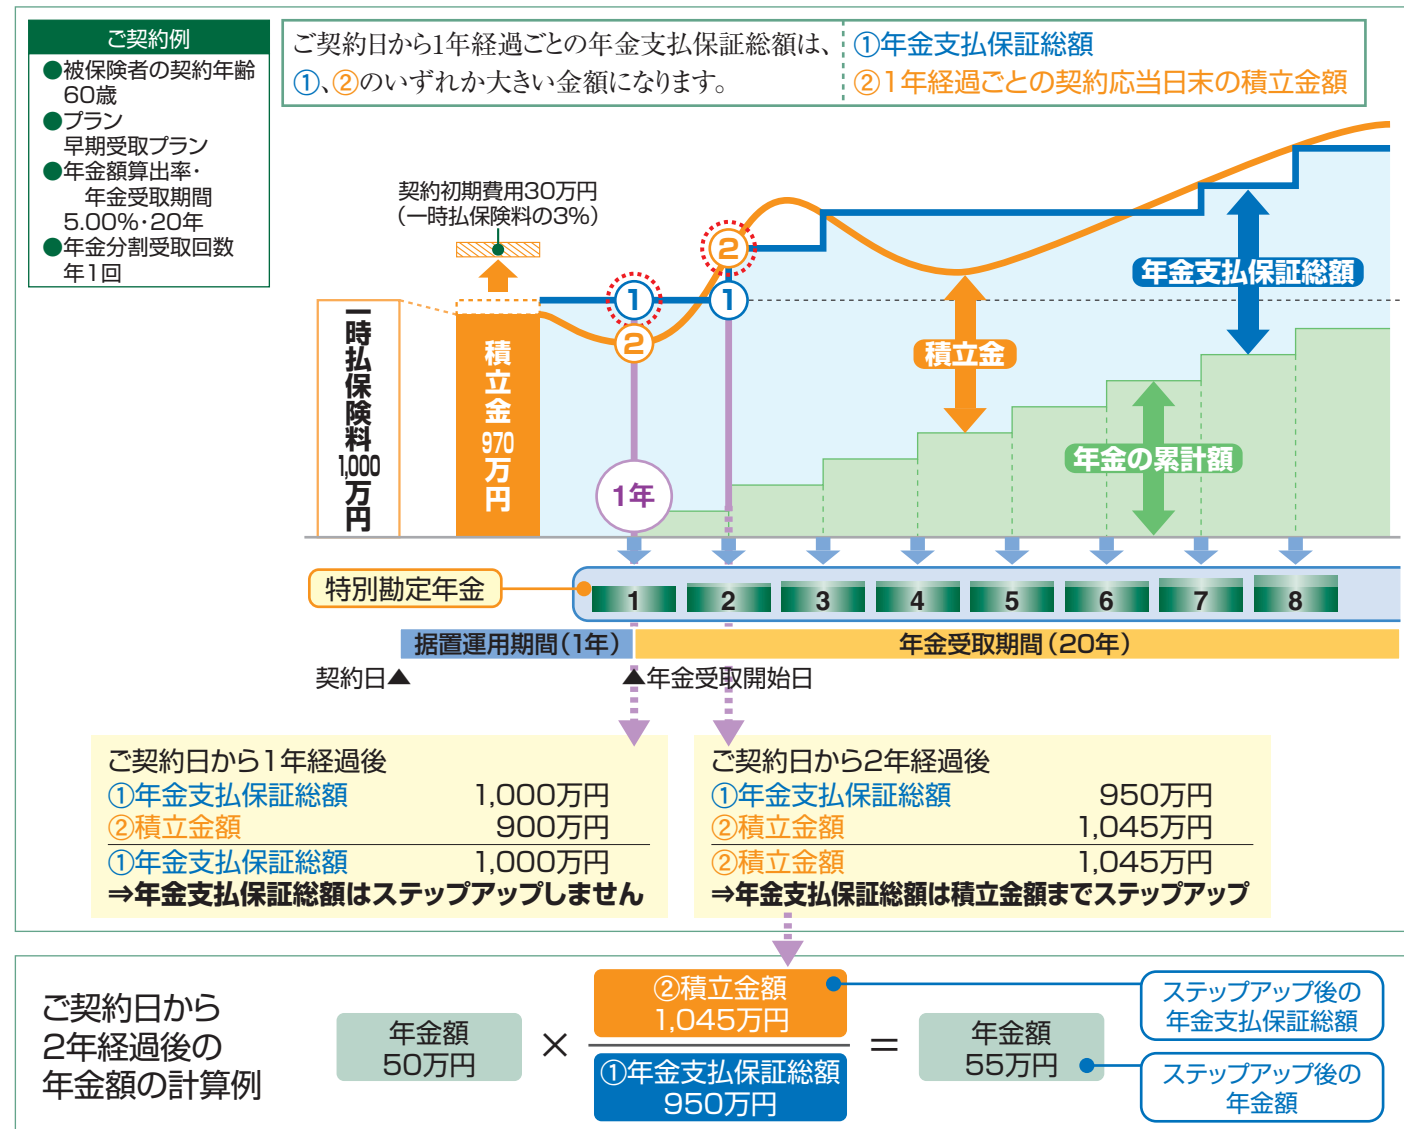 ご契約例
●被保険者の契約年齢
60歳
●プラン
早期受取プラン
●年金額算出率・
年金受取期間
5.00%・20年
●年金分割受取回数
年1回
ご契約日から1年経過ごとの年金支払保証総額は、
①、②のいずれか大きい金額になります。
①年金支払保証総額
②1年経過ごとの契約応当日末の積立金額
契約初期費用30万円
(一時払保険料の3%)
一時払保険料1,000万円
積立金970万円
1
2
2
1
1年
積立金
年金支払保証総額
年金の累計額
特別勘定年金
1 2 3 4 5 6 7 8
据置運用期間(1年)
年金受取期間(20年)
契約日▲
▲年金受取開始日
ご契約日から1年経過後
①年金支払保証総額 1,000万円
②積立金額 900万円
①年金支払保証総額 1,000万円
⇒年金支払保証総額はステップアップしません
ご契約日から2年経過後
①年金支払保証総額 950万円
②積立金額 1,045万円
②積立金額 1,045万円
⇒年金支払保証総額は積立金額までステップアップ
ご契約日から
2年経過後の
年金額の計算例
年金額
50万円
×
②積立金額
1,045万円
①年金支払保証総額
950万円
=
年金額
55万円
ステップアップ後の
年金支払保証総額
ステップアップ後の
年金額